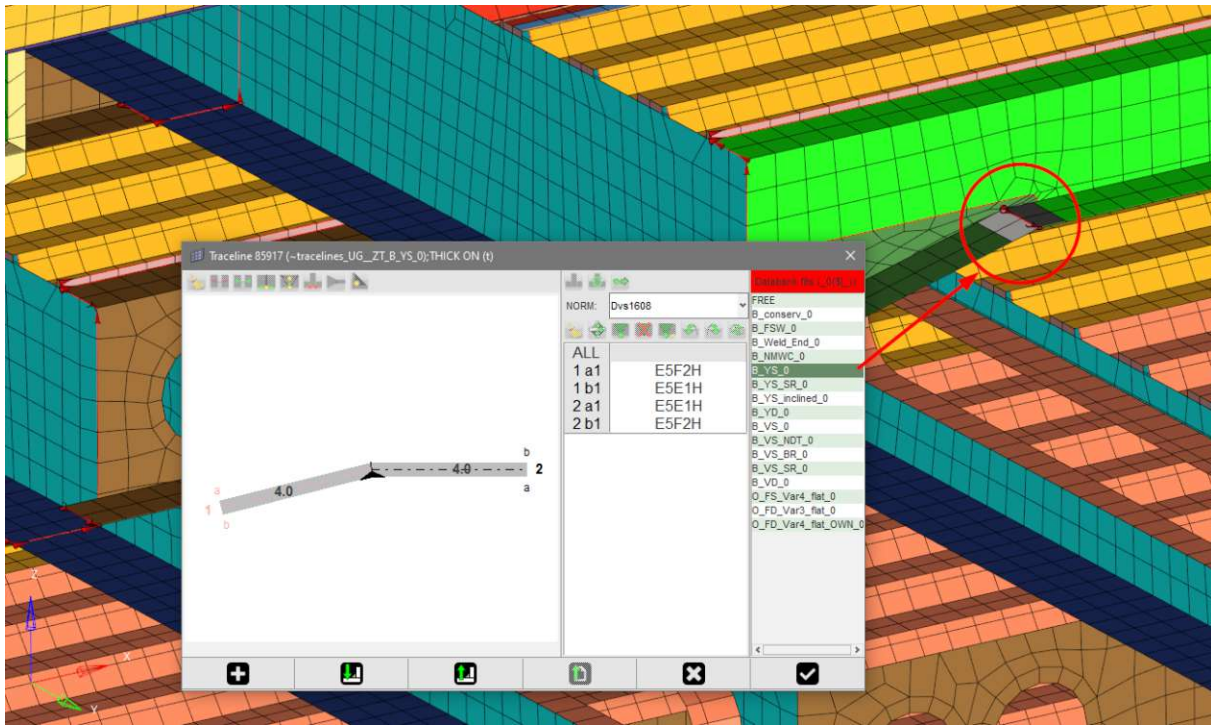 Traceline 85917 (~tracelines_UG__ZT_B_YS_0);THICK ON (t)
NORM: Dvs1608
ALL
1 a1 E5F2H
1 b1 E5E1H
2 a1 E5E1H
2 b1 E5F2H
FREE
B_conserv_0
B_FSW_0
B_Weld_End_0
B_NMWC_0
B_YS_0
B_YS_SR_0
B_YS_inclined_0
B_YD_0
B_VS_0
B_VS_NDT_0
B_VS_BR_0
B_VS_SR_0
B_VD_0
O_FS_Var4_flat_0
O_FD_Var3_flat_0
O_FD_Var4_flat_OWN_0
a
1
b
4.0
4.0
b
2
a
Z
X
Y